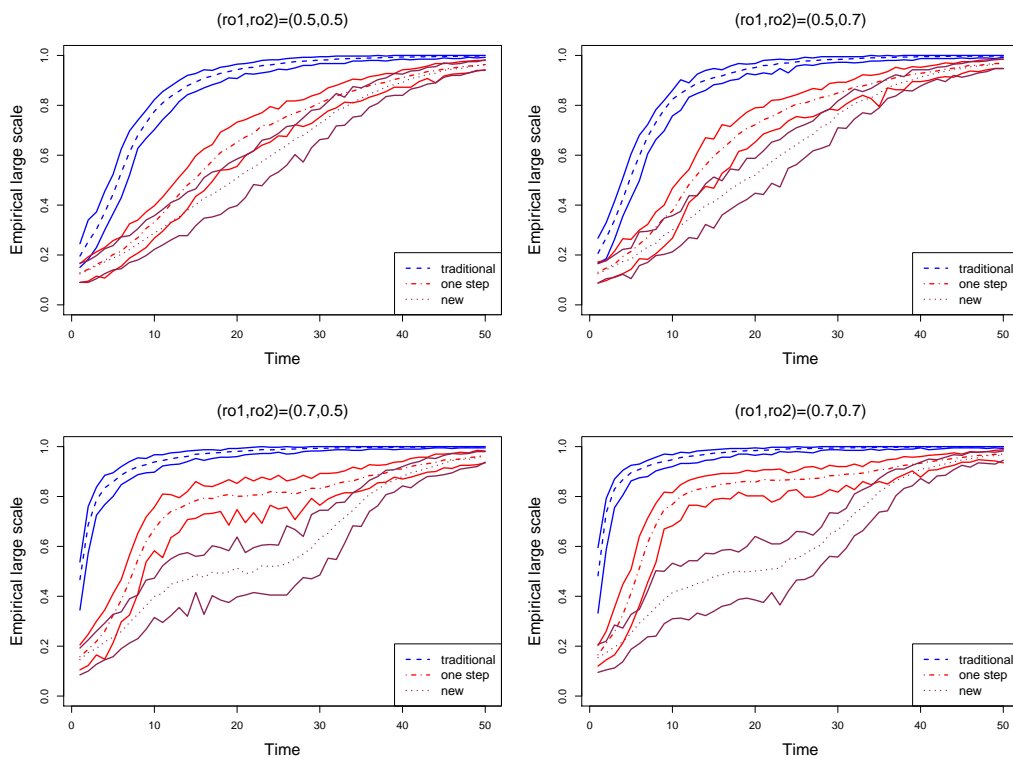 (ro1,ro2)=(0.5,0.5)
Empirical large scale
0.0 0.2 0.4 0.6 0.8 1.0
traditional
one step
new
0 10 20 30 40 50
Time
(ro1,ro2)=(0.5,0.7)
Empirical large scale
0.0 0.2 0.4 0.6 0.8 1.0
traditional
one step
new
0 10 20 30 40 50
Time
(ro1,ro2)=(0.7,0.5)
Empirical large scale
0.0 0.2 0.4 0.6 0.8 1.0
traditional
one step
new
0 10 20 30 40 50
Time
(ro1,ro2)=(0.7,0.7)
Empirical large scale
0.0 0.2 0.4 0.6 0.8 1.0
traditional
one step
new
0 10 20 30 40 50
Time